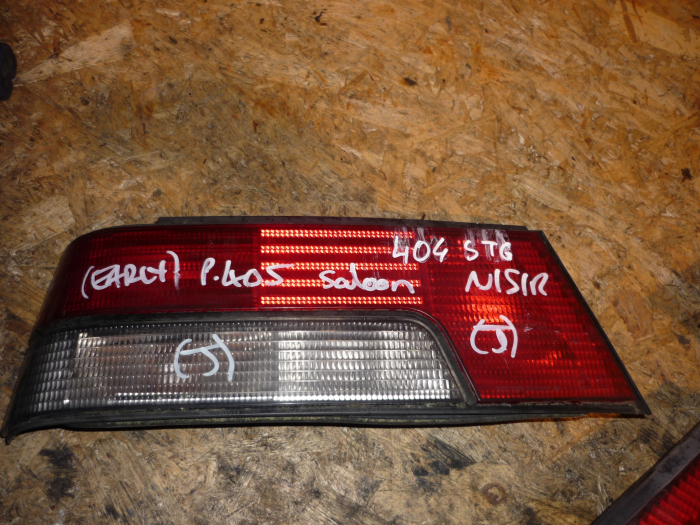 404 STG
(EARLY) P.405 Saloon N/S/R
(J) (J)